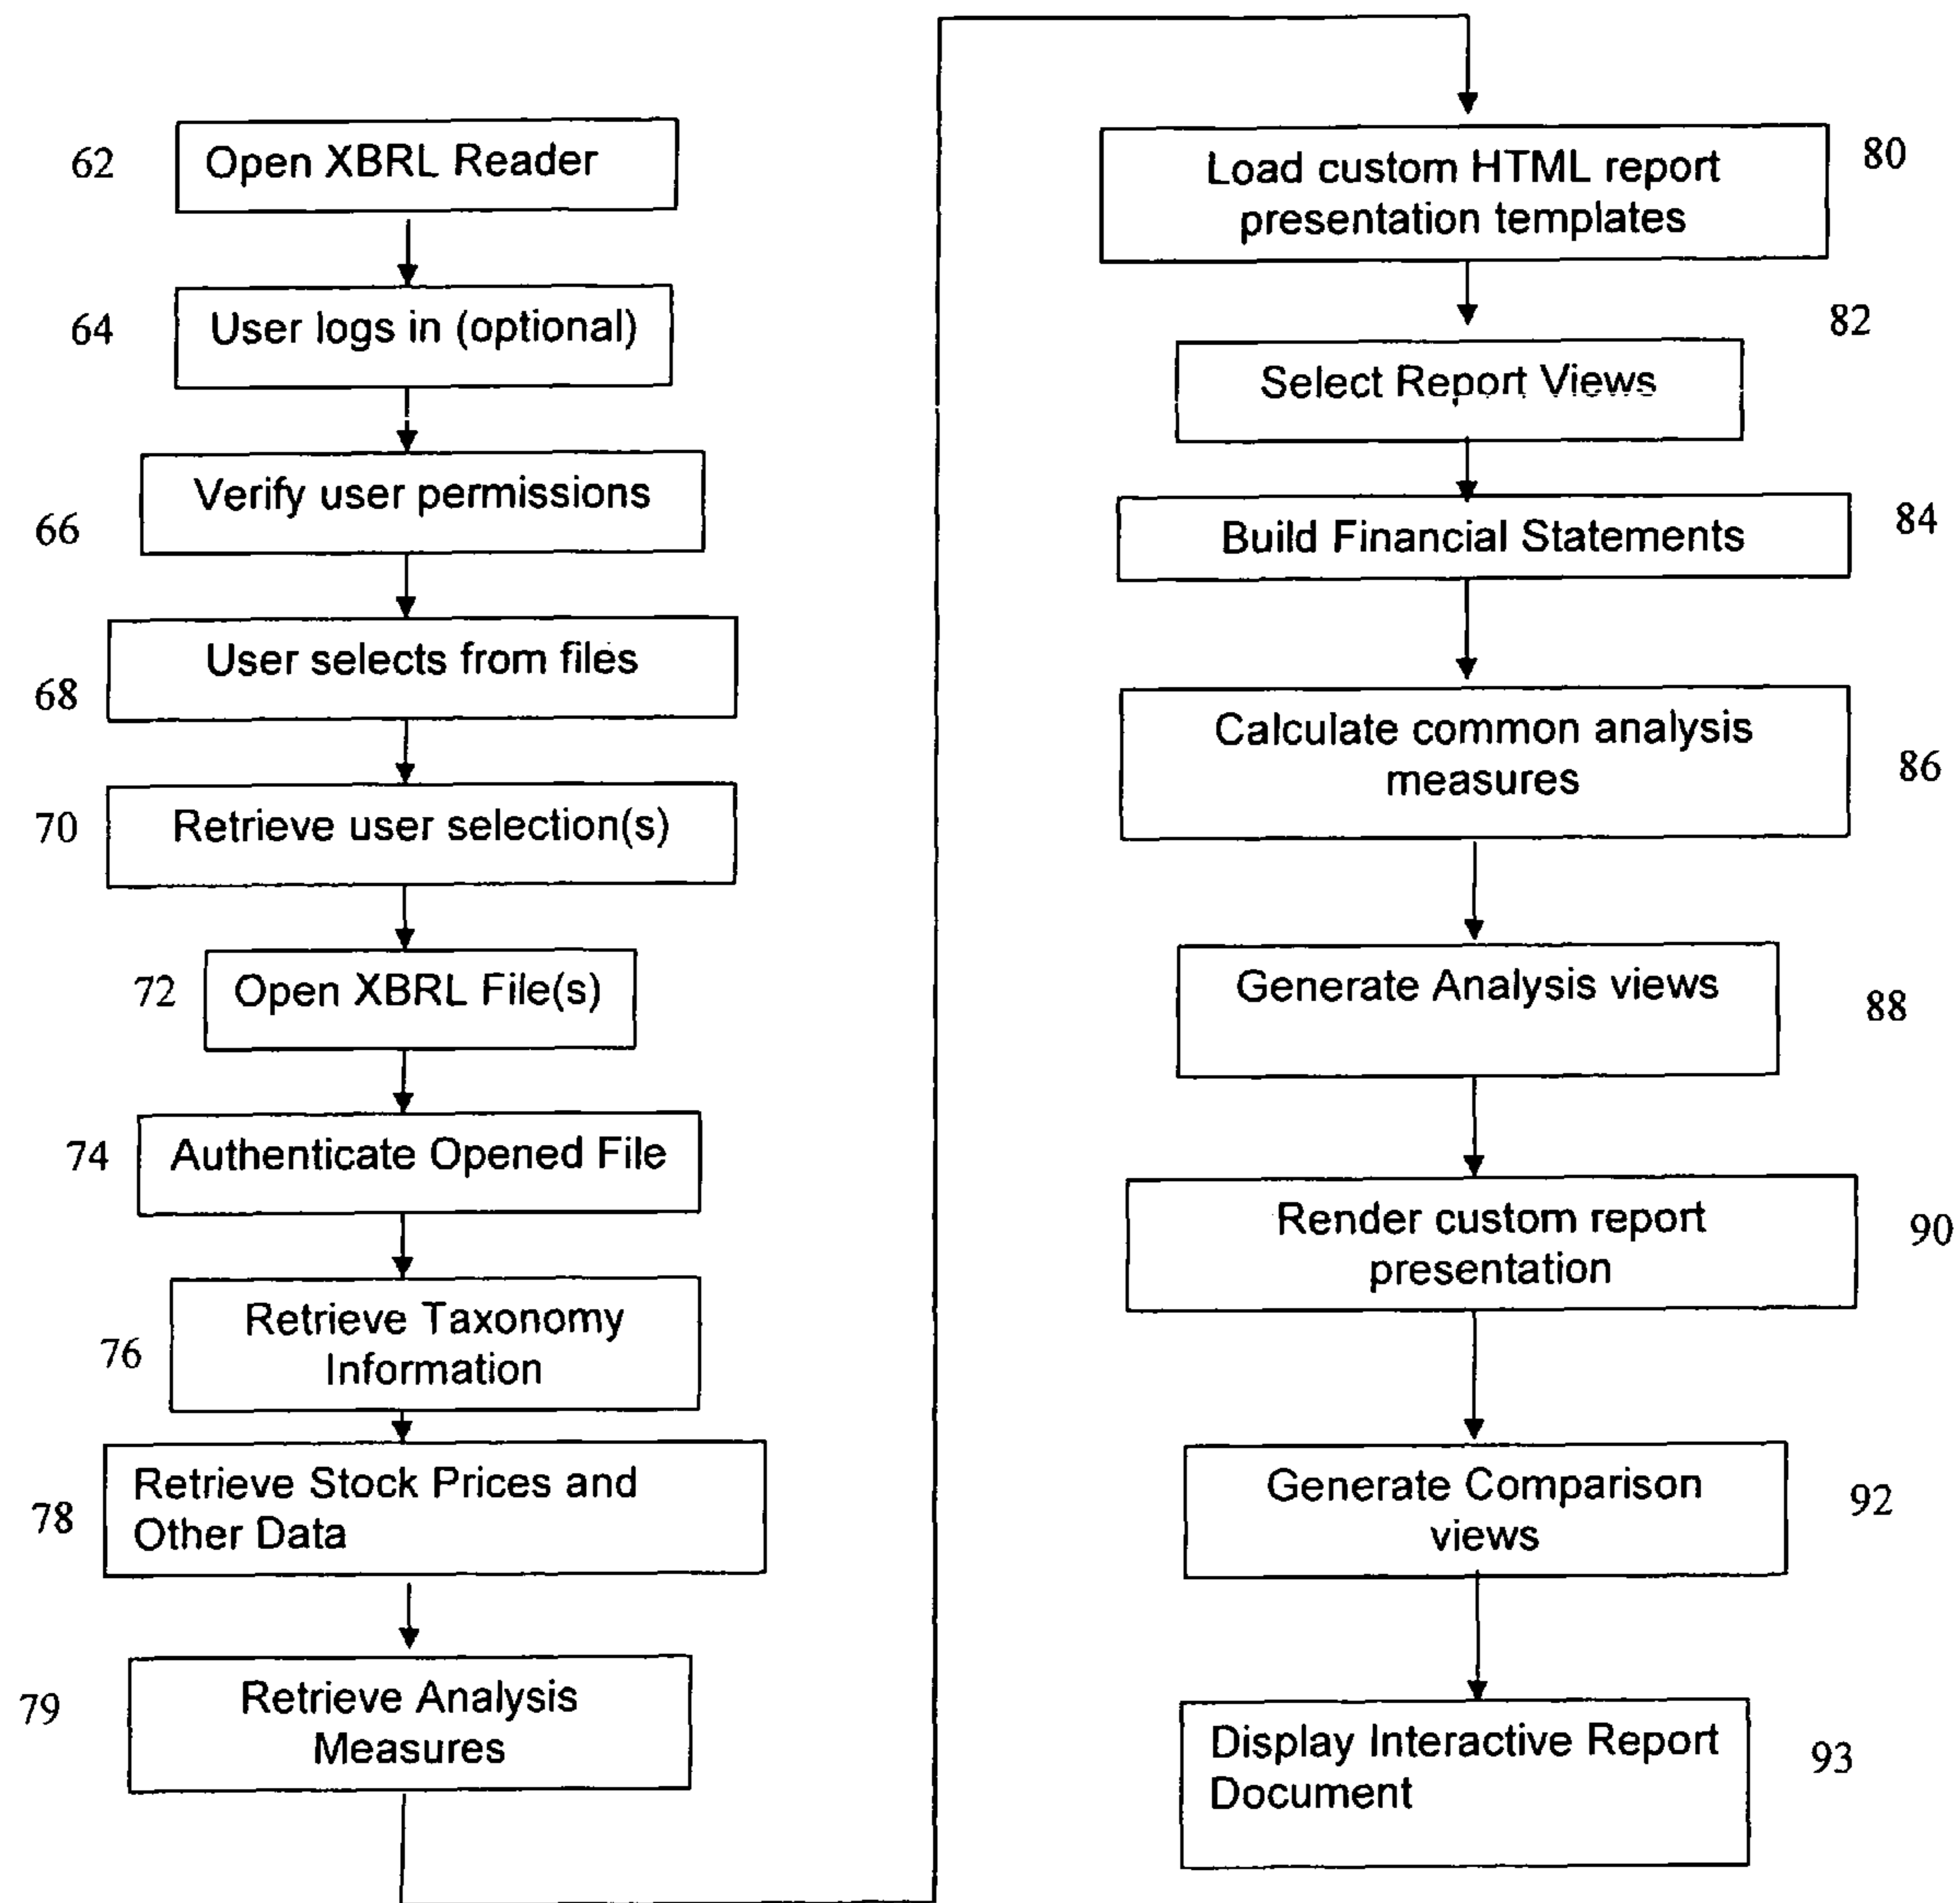 62
Open XBRL Reader
64
User logs in (optional)
66
Verify user permissions
68
User selects from files
70
Retrieve user selection(s)
72
Open XBRL File(s)
74
Authenticate Opened File
76
Retrieve Taxonomy
Information
78
Retrieve Stock Prices and
Other Data
79
Retrieve Analysis
Measures
80
Load custom HTML report
presentation templates
82
Select Report Views
84
Build Financial Statements
86
Calculate common analysis
measures
88
Generate Analysis views
90
Render custom report
presentation
92
Generate Comparison
views
93
Display Interactive Report
Document